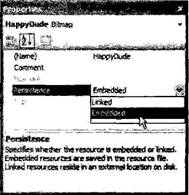 Properties
HappyDude Bitmap
(Name) HappyDude
Comment
Persistence Embedded
Linked
Embedded
Persistence
Specifies whether the resource is embedded or linked.
Embedded resources are saved in the resource file.
Linked resources reside in an external location on disk.